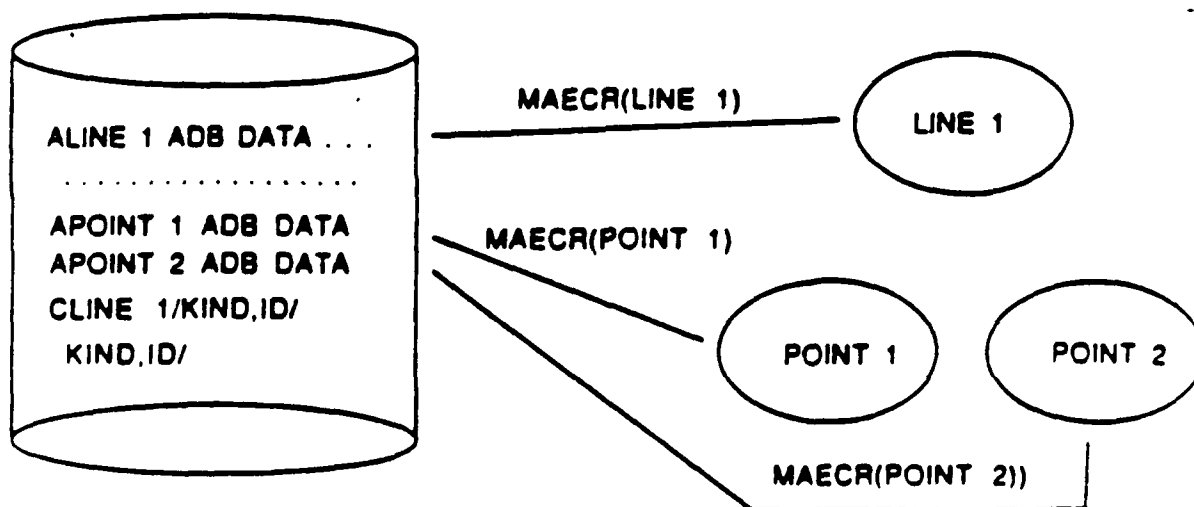 ALINE 1 ADB DATA . . .
. . . . . . . . . . . . . . . . . .
APOINT 1 ADB DATA
APOINT 2 ADB DATA
CLINE 1/KIND,ID/
KIND,ID/
MAECR(LINE 1)
LINE 1
MAECR(POINT 1)
POINT 1
POINT 2
MAECR(POINT 2))